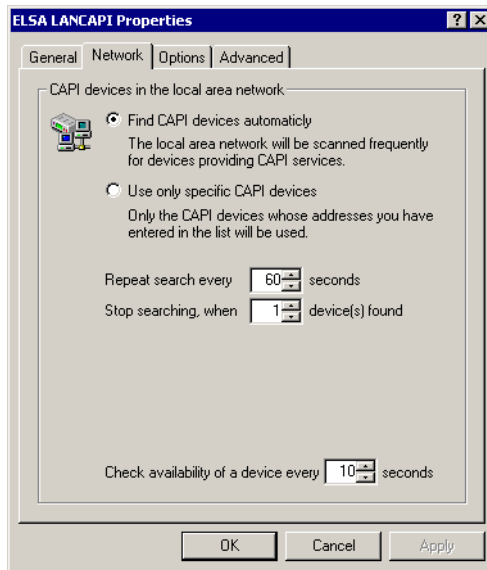 ELSA LANCAPI Properties
General Network Options Advanced
CAPI devices in the local area network
Find CAPI devices automaticly
The local area network will be scanned frequently
for devices providing CAPI services.
Use only specific CAPI devices
Only the CAPI devices whose addresses you have
entered in the list will be used.
Repeat search every 60 seconds
Stop searching, when 1 device(s) found
Check availability of a device every 10 seconds
OK Cancel Apply